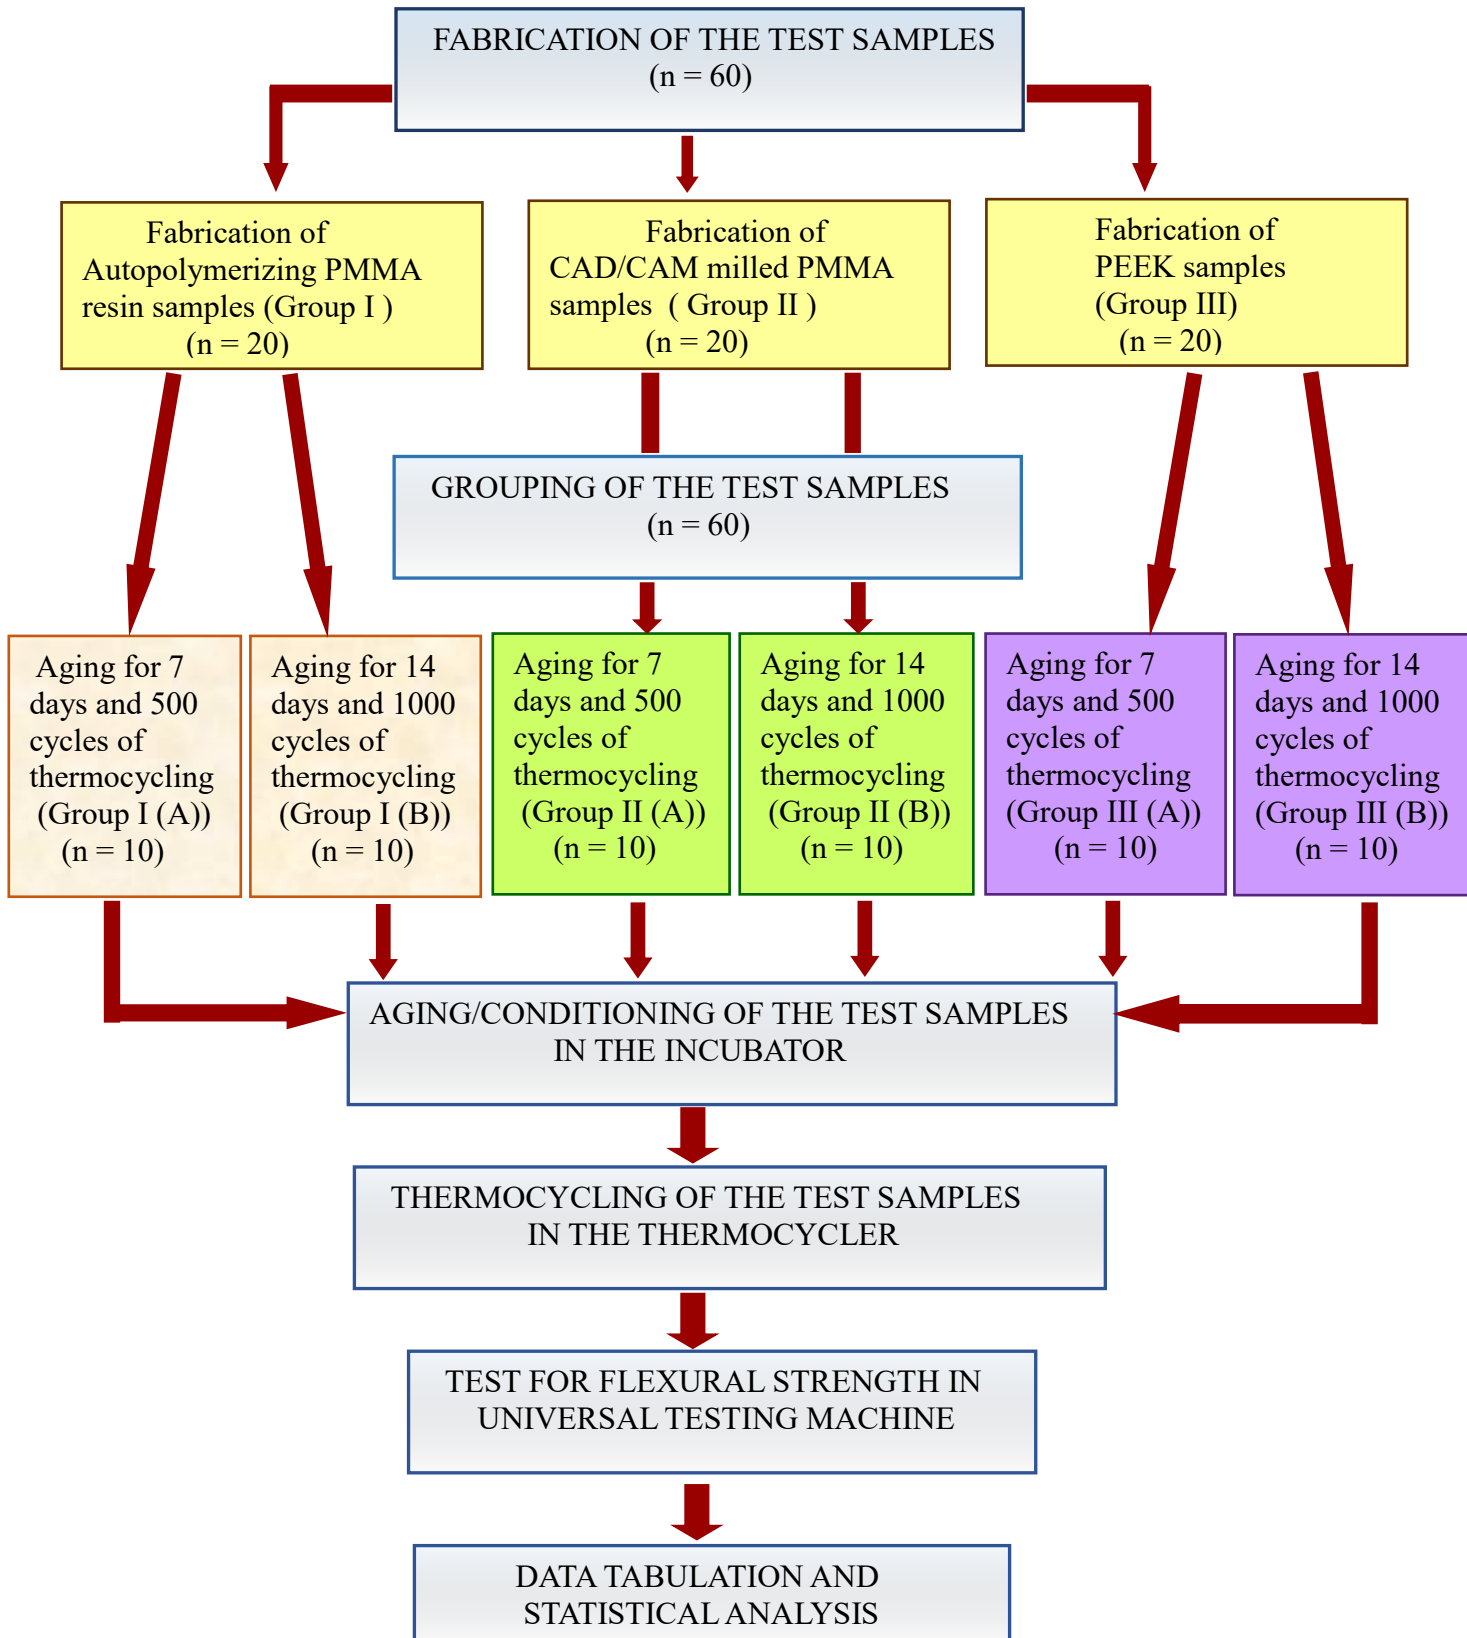 FABRICATION OF THE TEST SAMPLES
(n = 60)
Fabrication of
Autopolymerizing PMMA
resin samples (Group I )
(n = 20)
Fabrication of
CAD/CAM milled PMMA
samples ( Group II )
(n = 20)
Fabrication of
PEEK samples
(Group III)
(n = 20)
GROUPING OF THE TEST SAMPLES
(n = 60)
Aging for 7
days and 500
cycles of
thermocycling
(Group I (A))
(n = 10)
Aging for 14
days and 1000
cycles of
thermocycling
(Group I (B))
(n = 10)
Aging for 7
days and 500
cycles of
thermocycling
(Group II (A))
(n = 10)
Aging for 14
days and 1000
cycles of
thermocycling
(Group II (B))
(n = 10)
Aging for 7
days and 500
cycles of
thermocycling
(Group III (A))
(n = 10)
Aging for 14
days and 1000
cycles of
thermocycling
(Group III (B))
(n = 10)
AGING/CONDITIONING OF THE TEST SAMPLES
IN THE INCUBATOR
THERMOCYCLING OF THE TEST SAMPLES
IN THE THERMOCYCLER
TEST FOR FLEXURAL STRENGTH IN
UNIVERSAL TESTING MACHINE
DATA TABULATION AND
STATISTICAL ANALYSIS